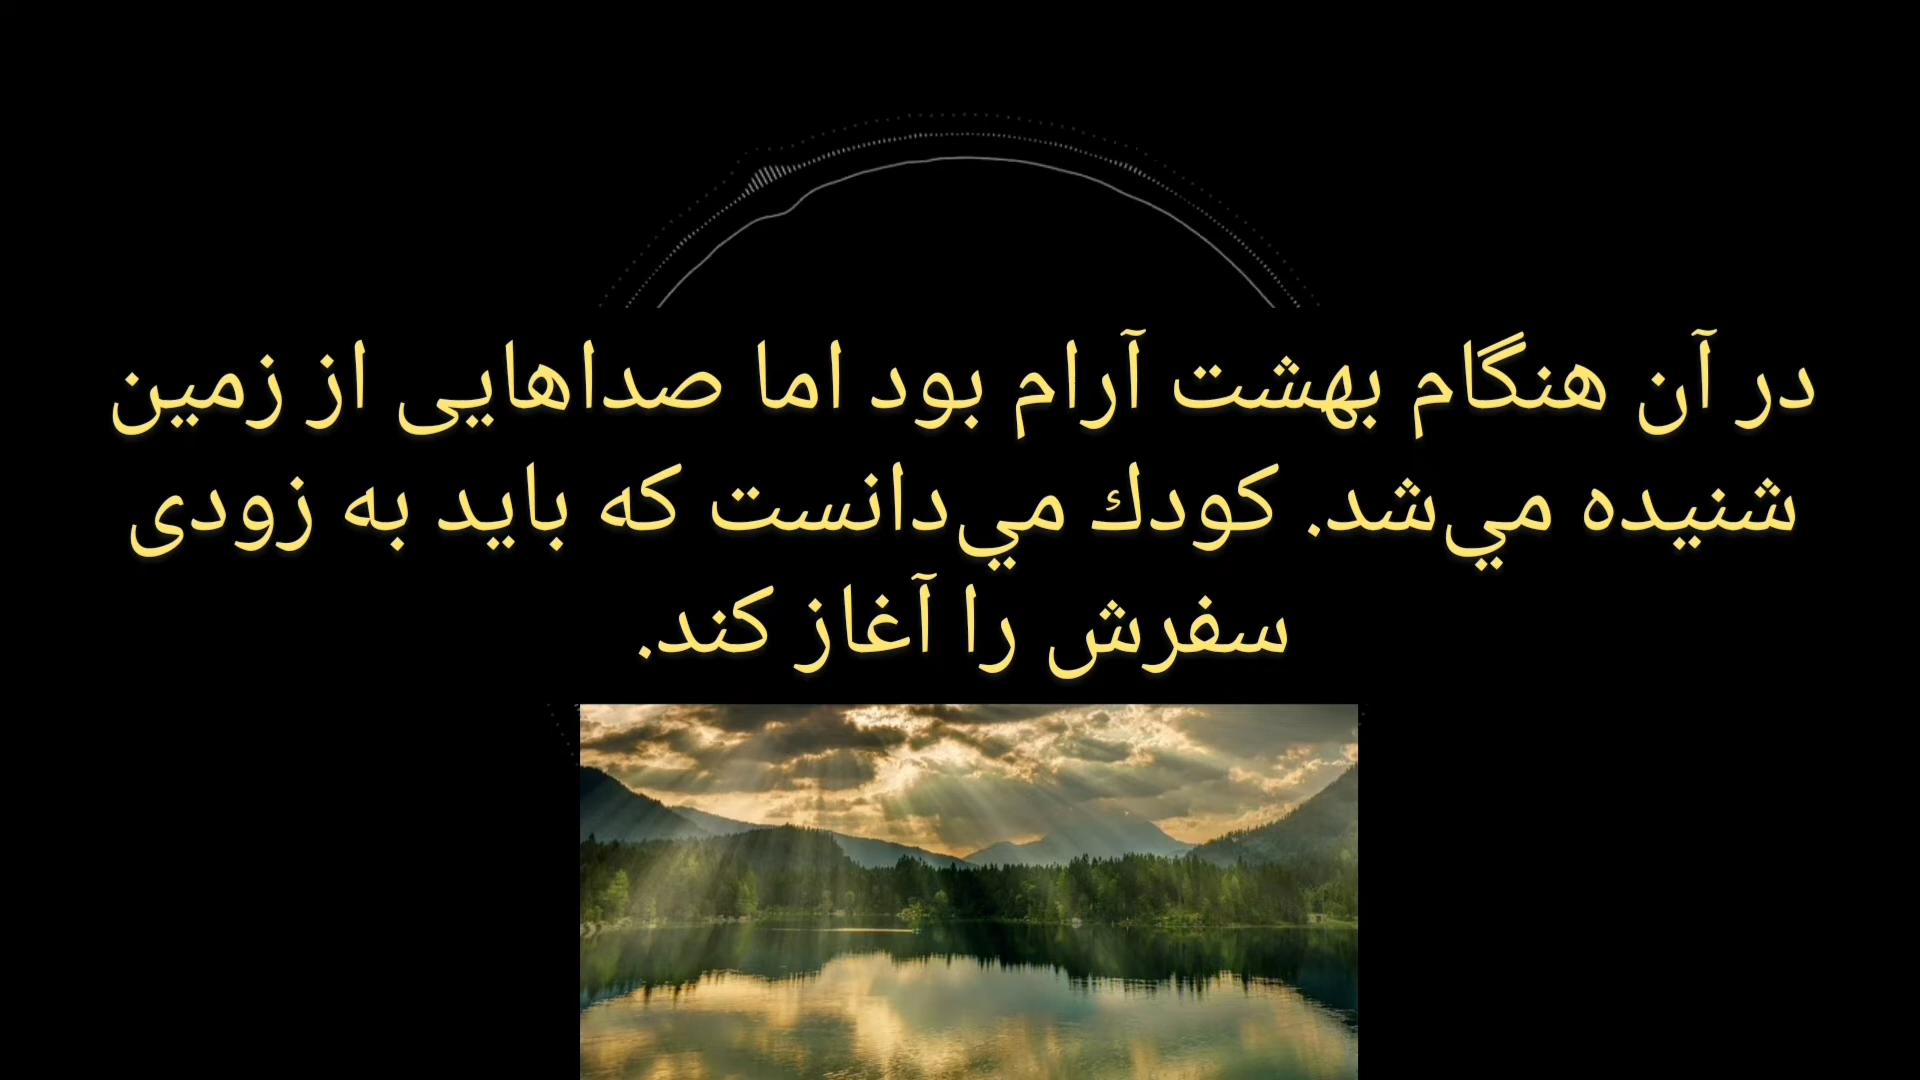 در آن هنگام بهشت آرام بود اما صداهایی از زمین
شنیده مي‌شد. کودك مي‌دانست که باید به زودی
سفرش را آغاز کند.